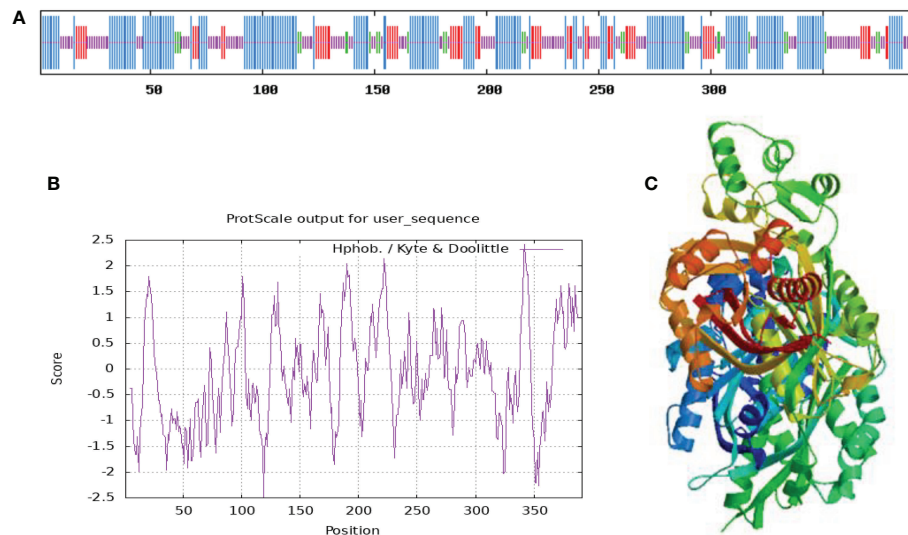 A
50 100 150 200 250 300
B
C
ProtScale output for user_sequence
Hphob. / Kyte & Doolittle
2.5
2
1.5
1
0.5
0
-0.5
-1
-1.5
-2
-2.5
Score
50 100 150 200 250 300 350
Position